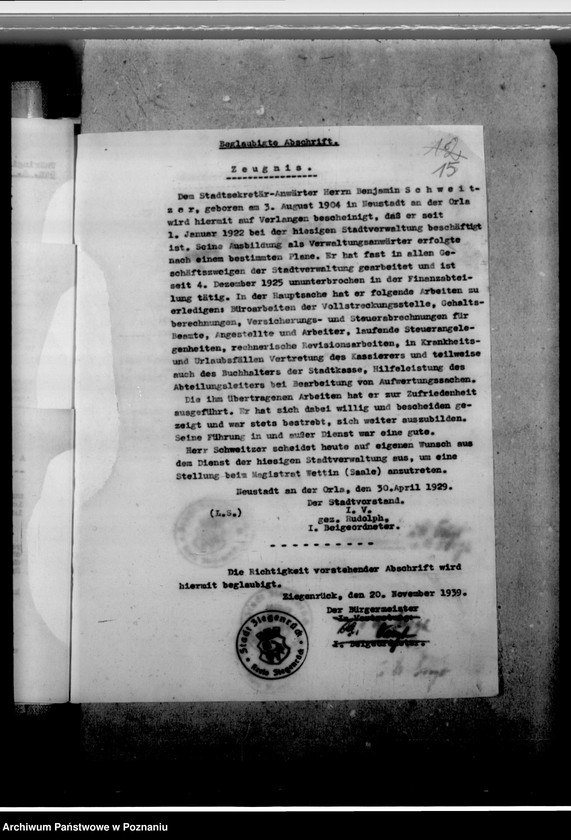 Beglaubigte Abschrift.
15
Zeugnis.
Dem Stadtsekretär-Anwärter Herrn Benjamin Schweit-
zer, geboren am 3. August 1904 in Neustadt an der Orla
wird hiermit auf Verlangen bescheinigt, daß er seit
1. Januar 1922 bei der hiesigen Stadtverwaltung beschäftigt
ist. Seine Ausbildung als Verwaltungsanwärter erfolgte
nach einem bestimmten Plane. Er hat fast in allen Ge-
schäftszweigen der Stadtverwaltung gearbeitet und ist
seit 4. Dezember 1925 ununterbrochen in der Finanzabtei-
lung tätig. In der Hauptsache hat er folgende Arbeiten zu
erledigen: Büroarbeiten der Vollstreckungsstelle, Gehalts-
berechnungen, Versicherungs- und Steuerabrechnungen für
Beamte, Angestellte und Arbeiter, laufende Steuerangele-
genheiten, rechnerische Revisionsarbeiten, in Krankheits-
und Urlaubsfällen Vertretung des Kassierers und teilweise
auch des Buchhalters der Stadtkasse, Hilfeleistung des
Abteilungsleiters bei Bearbeitung von Aufwertungssachen.
Die ihm übertragenen Arbeiten hat er zur Zufriedenheit
ausgeführt. Er hat sich dabei willig und bescheiden ge-
zeigt und war stets bestrebt, sich weiter auszubilden.
Seine Führung in und außer Dienst war eine gute.
Herr Schweitzer scheidet heute auf eigenen Wunsch aus
dem Dienst der hiesigen Stadtverwaltung aus, um eine
Stellung beim Magistrat Wettin (Saale) anzutreten.
Neustadt an der Orla, den 30.April 1929.
Der Stadtvorstand.
(L.S.) I. V.
gez. Rudolph.
I. Beigeordneter.
Die Richtigkeit vorstehender Abschrift wird
hiermit beglaubigt.
Ziegenrück, den 20. November 1939.
Der Bürgermeister
I. Beigeordneter.
Stadt Ziegenrück
Kreis Ziegenrück
Archiwum Państwowe w Poznaniu